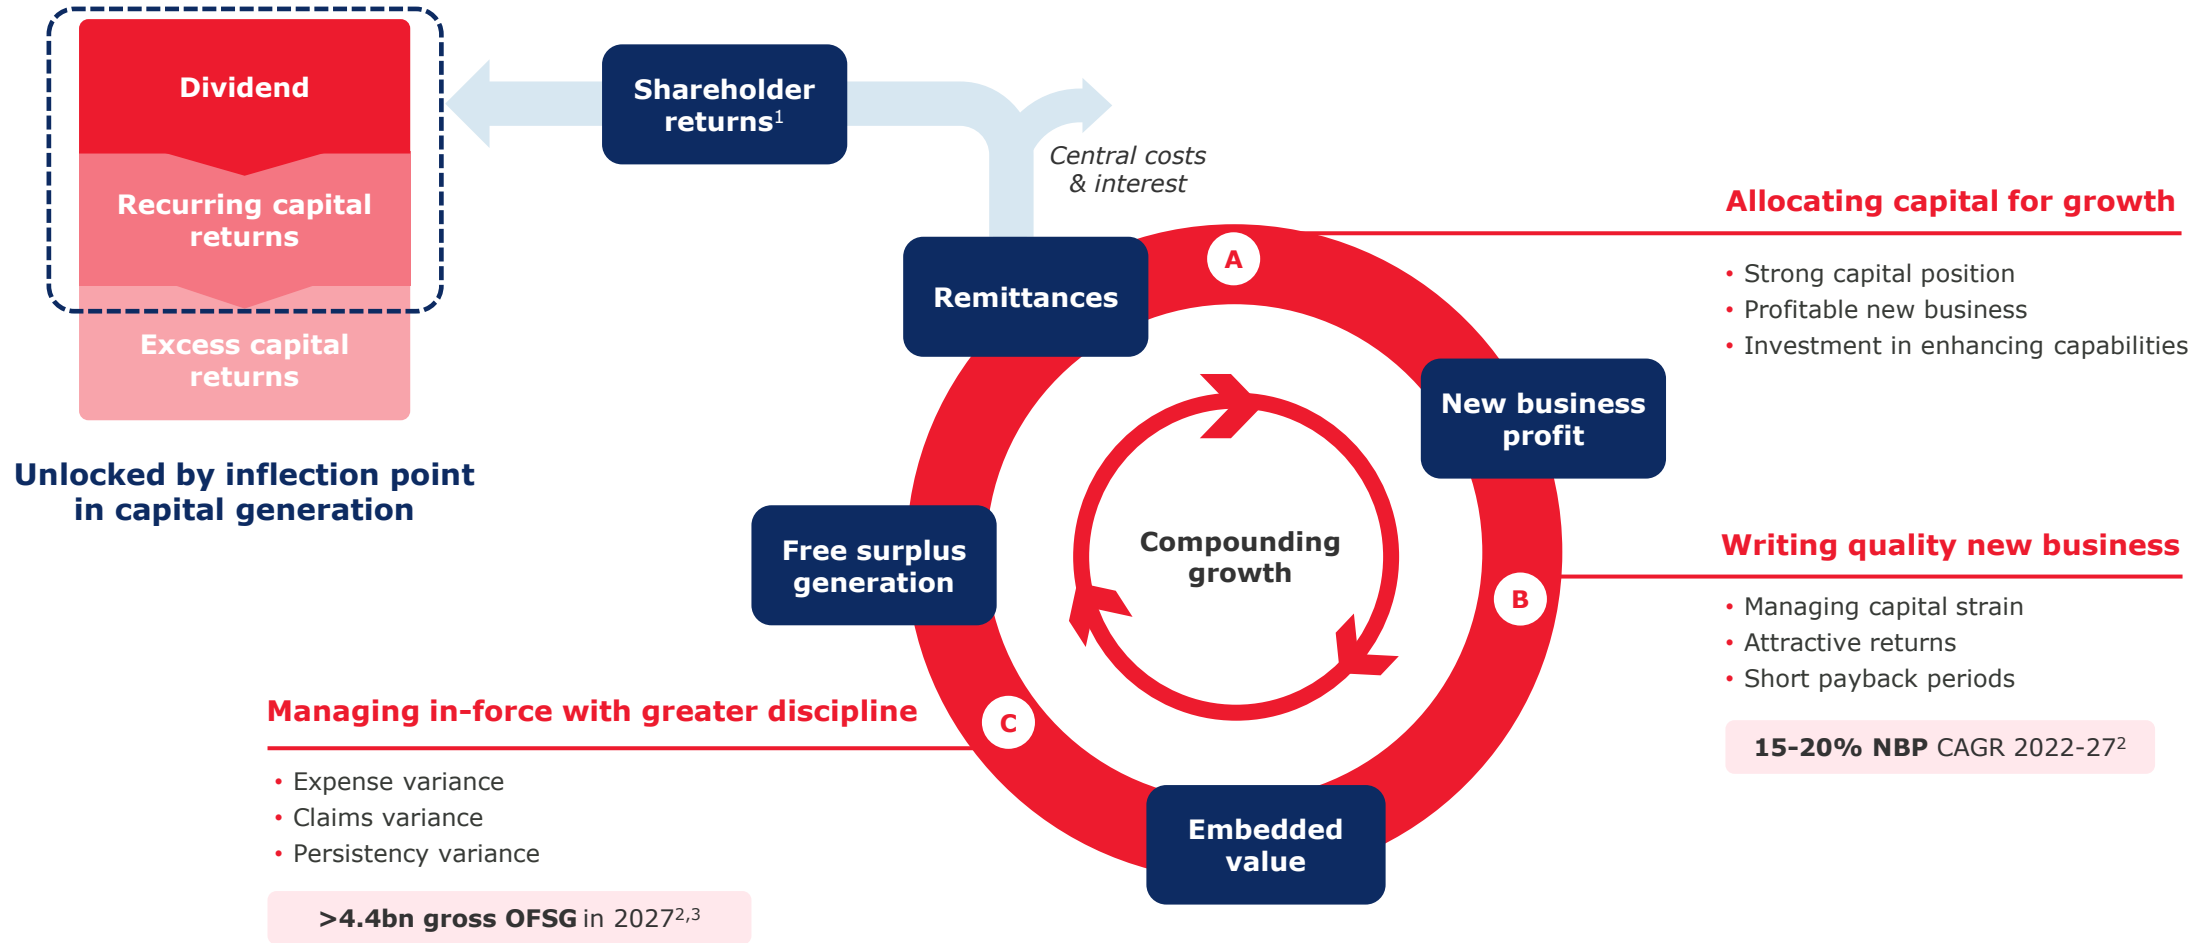 Dividend
Recurring capital
returns
Excess capital
returns
Unlocked by inflection point
in capital generation
Shareholder
returns¹
Central costs
& interest
Remittances
A
New business
profit
B
Embedded
value
C
Free surplus
generation
Compounding
growth
Allocating capital for growth
• Strong capital position
• Profitable new business
• Investment in enhancing capabilities
Writing quality new business
• Managing capital strain
• Attractive returns
• Short payback periods
15-20% NBP CAGR 2022-27²
Managing in-force with greater discipline
• Expense variance
• Claims variance
• Persistency variance
>4.4bn gross OFSG in 2027²,³